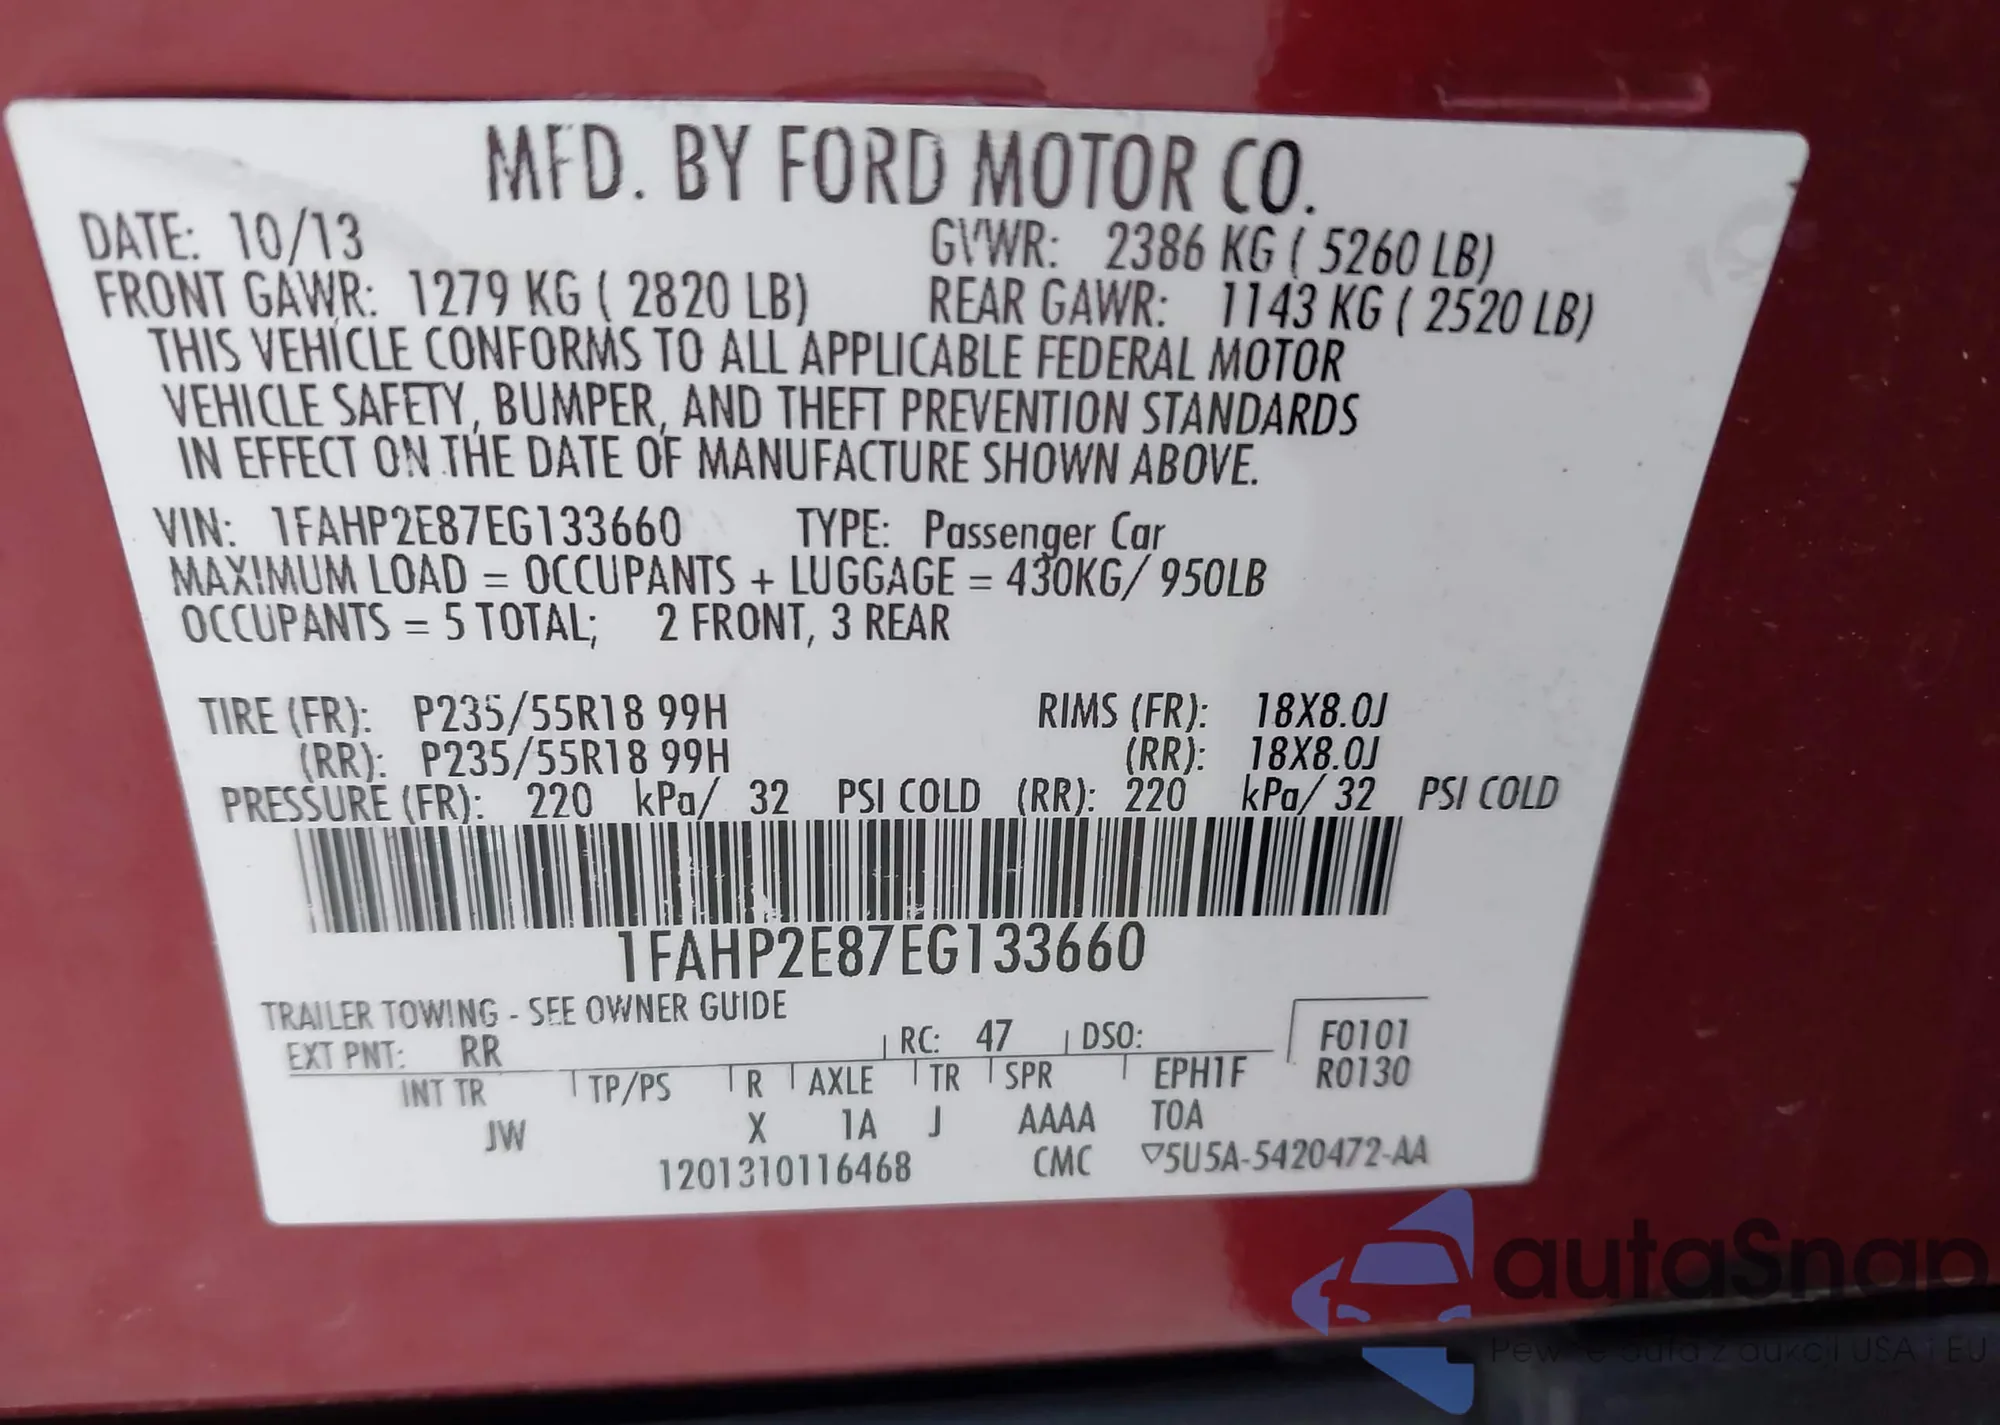 MFD. BY FORD MOTOR CO.
DATE: 10/13 GVWR: 2386 KG ( 5260 LB)
FRONT GAWR: 1279 KG ( 2820 LB) REAR GAWR: 1143 KG ( 2520 LB)
THIS VEHICLE CONFORMS TO ALL APPLICABLE FEDERAL MOTOR
VEHICLE SAFETY, BUMPER, AND THEFT PREVENTION STANDARDS
IN EFFECT ON THE DATE OF MANUFACTURE SHOWN ABOVE.
VIN: 1FAHP2E87EG133660 TYPE: Passenger Car
MAXIMUM LOAD = OCCUPANTS + LUGGAGE = 430KG/ 950LB
OCCUPANTS = 5 TOTAL; 2 FRONT, 3 REAR
TIRE (FR): P235/55R18 99H RIMS (FR): 18X8.0J
(RR): P235/55R18 99H (RR): 18X8.0J
PRESSURE (FR): 220 kPa/ 32 PSI COLD (RR): 220 kPa/ 32 PSI COLD
1FAHP2E87EG133660
TRAILER TOWING - SEE OWNER GUIDE
EXT PNT: RR RC: 47 DSO: F0101
INT TR TP/PS R AXLE TR SPR EPH1F R0130
JW X 1A J AAAA TOA
1201310116468 CMC ▽5U5A-5420472-AA
autaSnap
Pewne auta z aukcji USA i EU